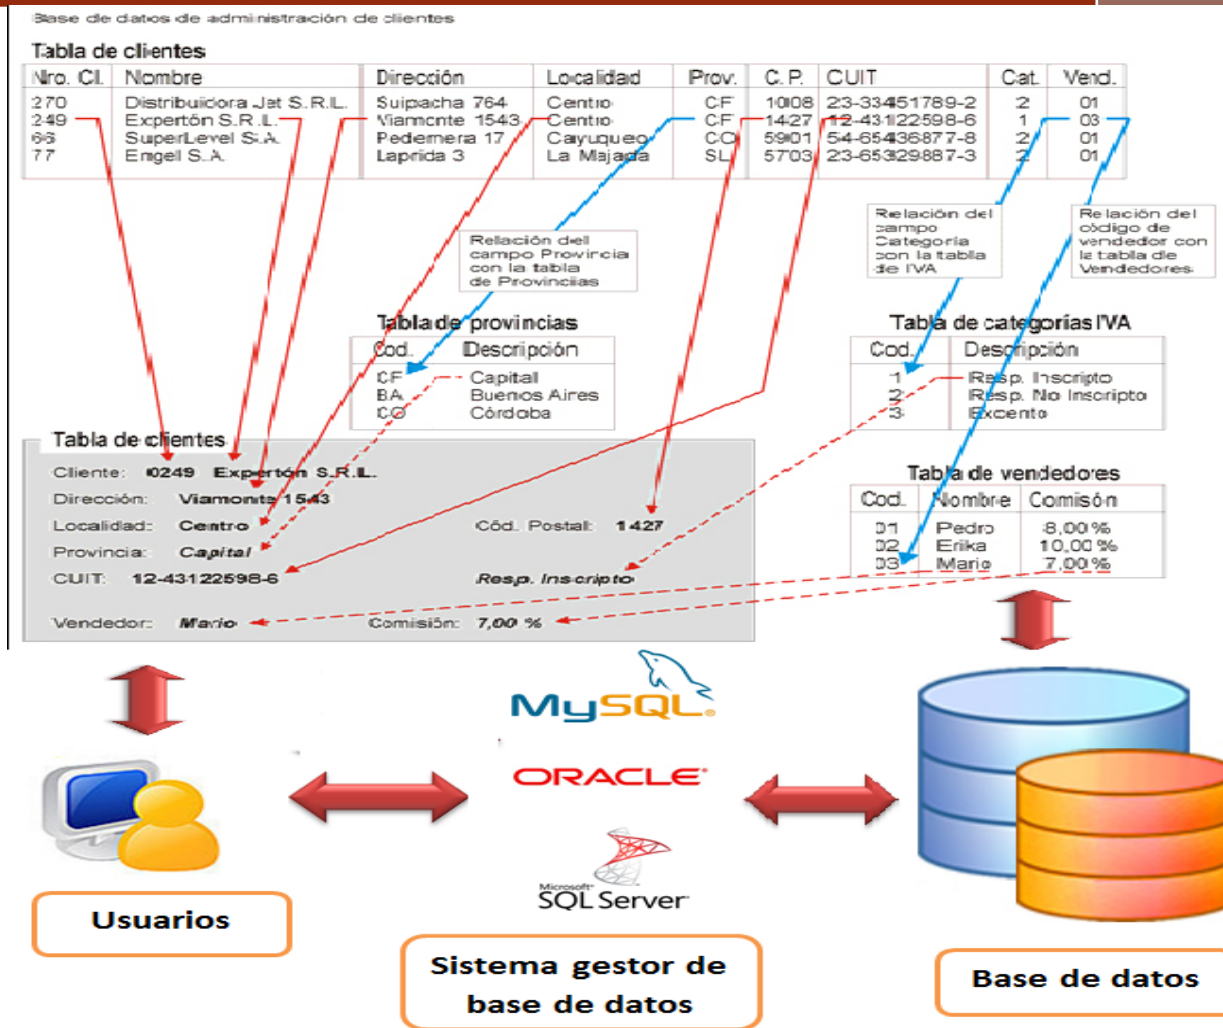 Base de datos de administración de clientes
Tabla de clientes
Nro. Cl. Nombre Dirección Localidad Prov. C. P. CUIT Cat. Vend.
270 Distribuidora Jet S.R.L. Suipacha 764 Centro CF 1008 23-33451789-2 2 01
249 Expertón S.R.L. Viamonte 1543 Centro CF 1427 12-43122598-6 1 03
66 SuperLevel S.A. Pedernera 17 Cayuqueo CO 5901 54-65436877-8 2 01
77 Engel S.A. Laprida 3 La Majada SL 5703 23-65329887-3 2 01
Relación del
campo Provincia
con la tabla
de Provincias
Relación del
campo
Categoría
con la tabla
de IVA
Relación del
código de
vendedor con
la tabla de
Vendedores
Tabla de provincias
Cod. Descripción
CF Capital
BA Buenos Aires
CO Córdoba
Tabla de categorías IVA
Cod. Descripción
1 Resp. Inscripto
2 Resp. No Inscripto
3 Excento
Tabla de vendedores
Cod. Nombre Comisón
01 Pedro 8,00 %
02 Erika 10,00 %
03 Mario 7,00 %
Tabla de clientes
Cliente: 0249 Expertón S.R.L.
Dirección: Viamonte 1543
Localidad: Centro Cód. Postal: 1427
Provincia: Capital
CUIT: 12-43122598-6 Resp. Inscripto
Vendedor: Mario Comisión: 7,00 %
MySQL®
ORACLE®
Microsoft®
SQL Server®
Usuarios
Sistema gestor de
base de datos
Base de datos